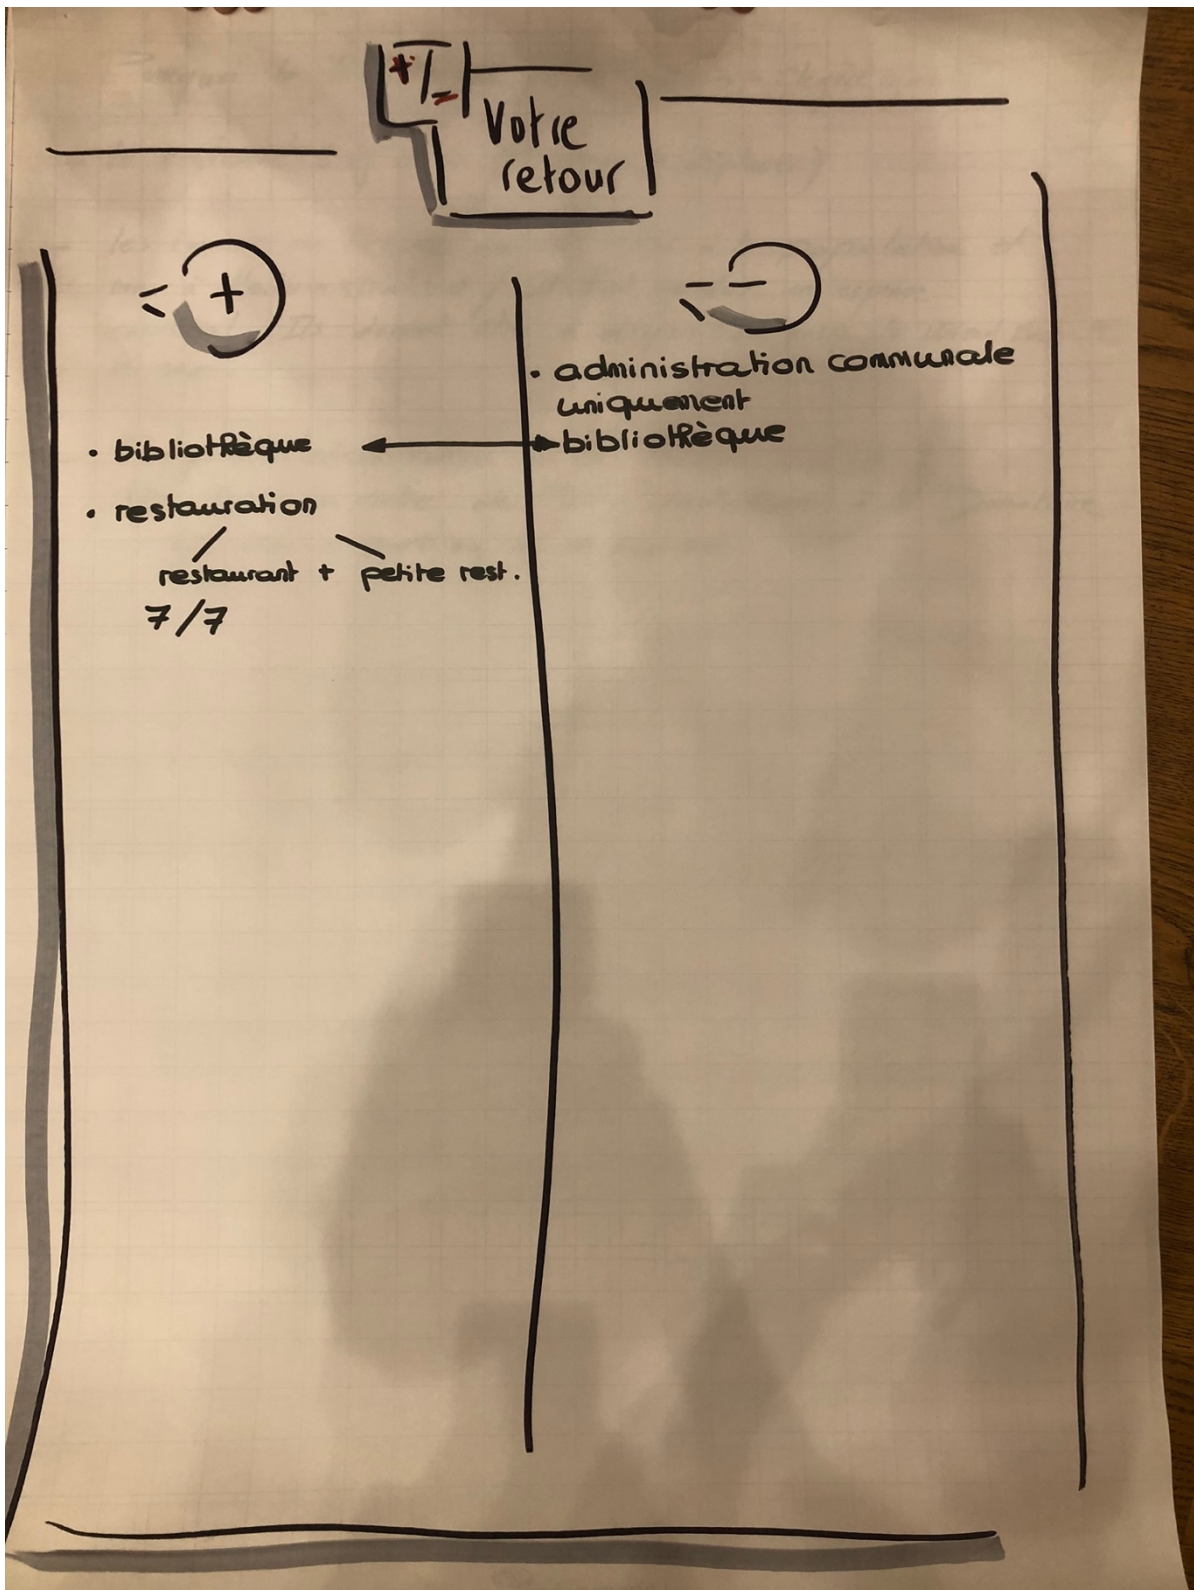 +/-
Votre
retour
+
-
• administration communale
uniquement
• bibliothèque
bibliothèque
• restauration
restaurant + petite rest.
7/7